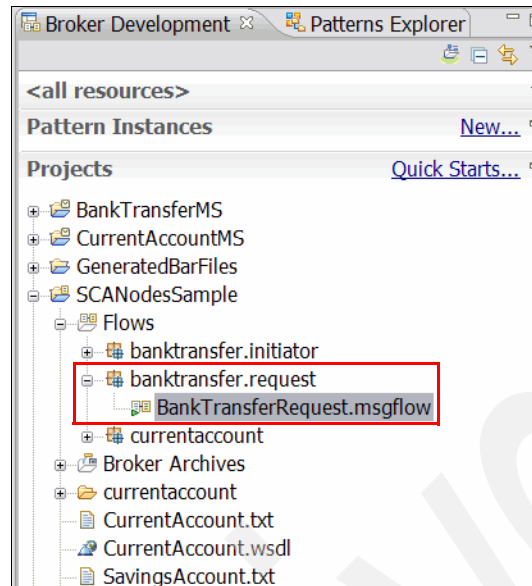 Broker Development Patterns Explorer
<all resources>
Pattern Instances New...
Projects Quick Starts...
BankTransferMS
CurrentAccountMS
GeneratedBarFiles
SCANodesSample
Flows
banktransfer.initiator
banktransfer.request
BankTransferRequest.msgflow
currentaccount
Broker Archives
currentaccount
CurrentAccount.txt
CurrentAccount.wsdl
SavingsAccount.txt